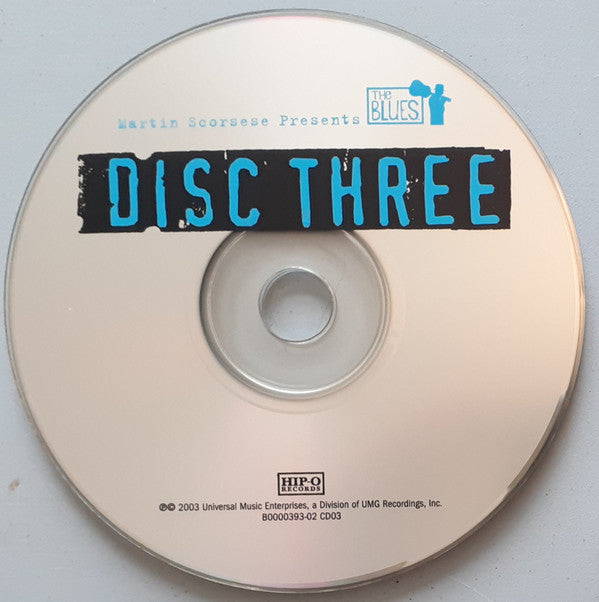 Martin Scorsese Presents
THE
BLUES
DISC THREE
HIP-O
RECORDS
℗© 2003 Universal Music Enterprises, a Division of UMG Recordings, Inc.
B0000393-02 CD03